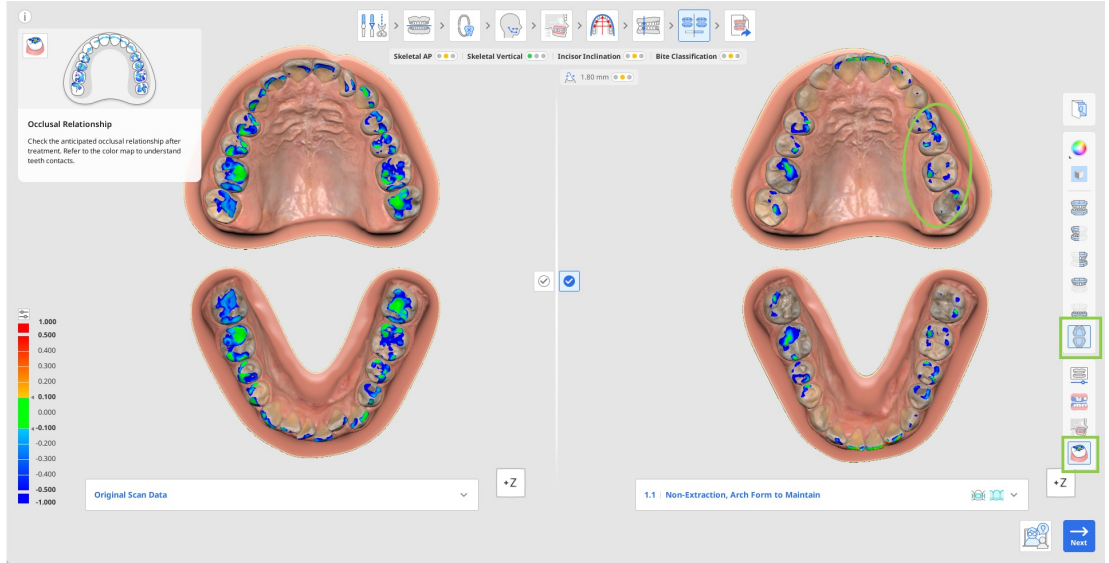 Skeletal AP
Skeletal Vertical
Incisor Inclination
Bite Classification
1.80 mm
Occlusal Relationship
Check the anticipated occlusal relationship after
treatment. Refer to the color map to understand
teeth contacts.
1.000
0.500
0.400
0.300
0.200
0.100
0.000
-0.100
-0.200
-0.300
-0.400
-0.500
-1.000
+Z
+Z
Original Scan Data
1.1 | Non-Extraction, Arch Form to Maintain
Next